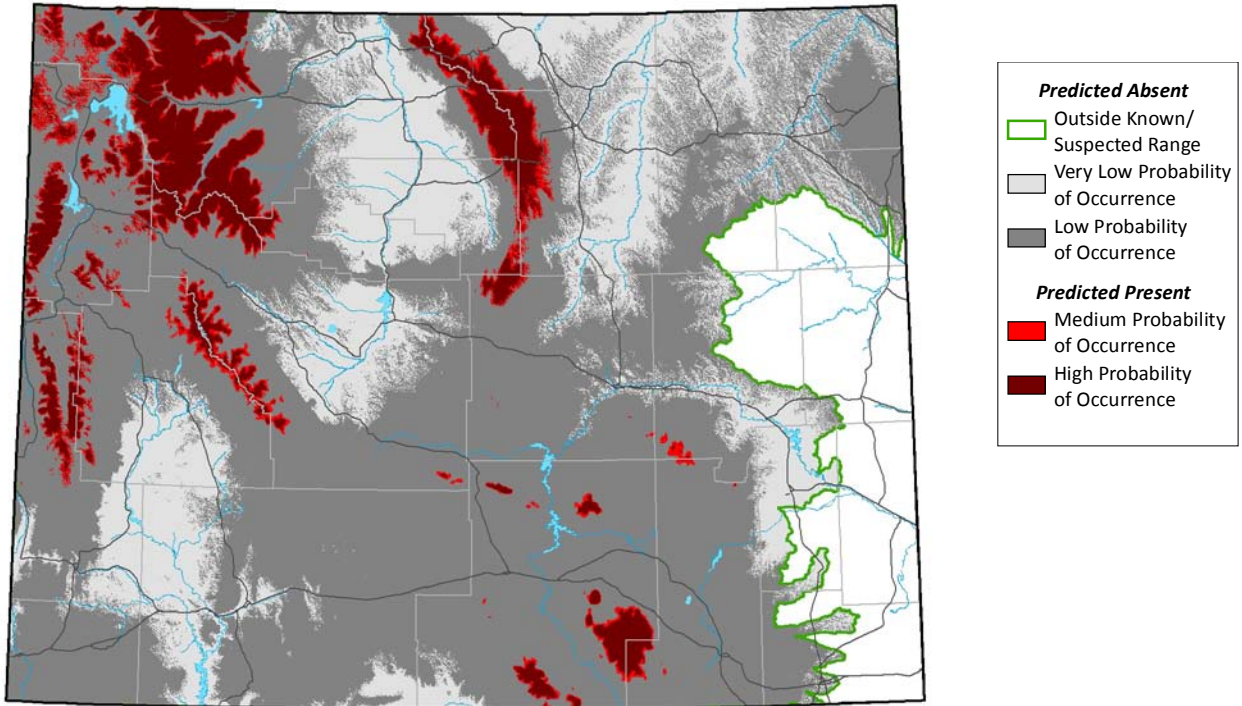 Predicted Absent
Outside Known/
Suspected Range
Very Low Probability
of Occurrence
Low Probability
of Occurrence
Predicted Present
Medium Probability
of Occurrence
High Probability
of Occurrence